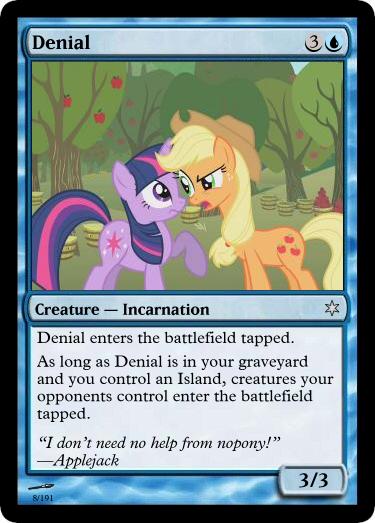 Denial 3
Creature — Incarnation
Denial enters the battlefield tapped.
As long as Denial is in your graveyard
and you control an Island, creatures your
opponents control enter the battlefield
tapped.
“I don’t need no help from nopony!”
—Applejack
3/3
8/191